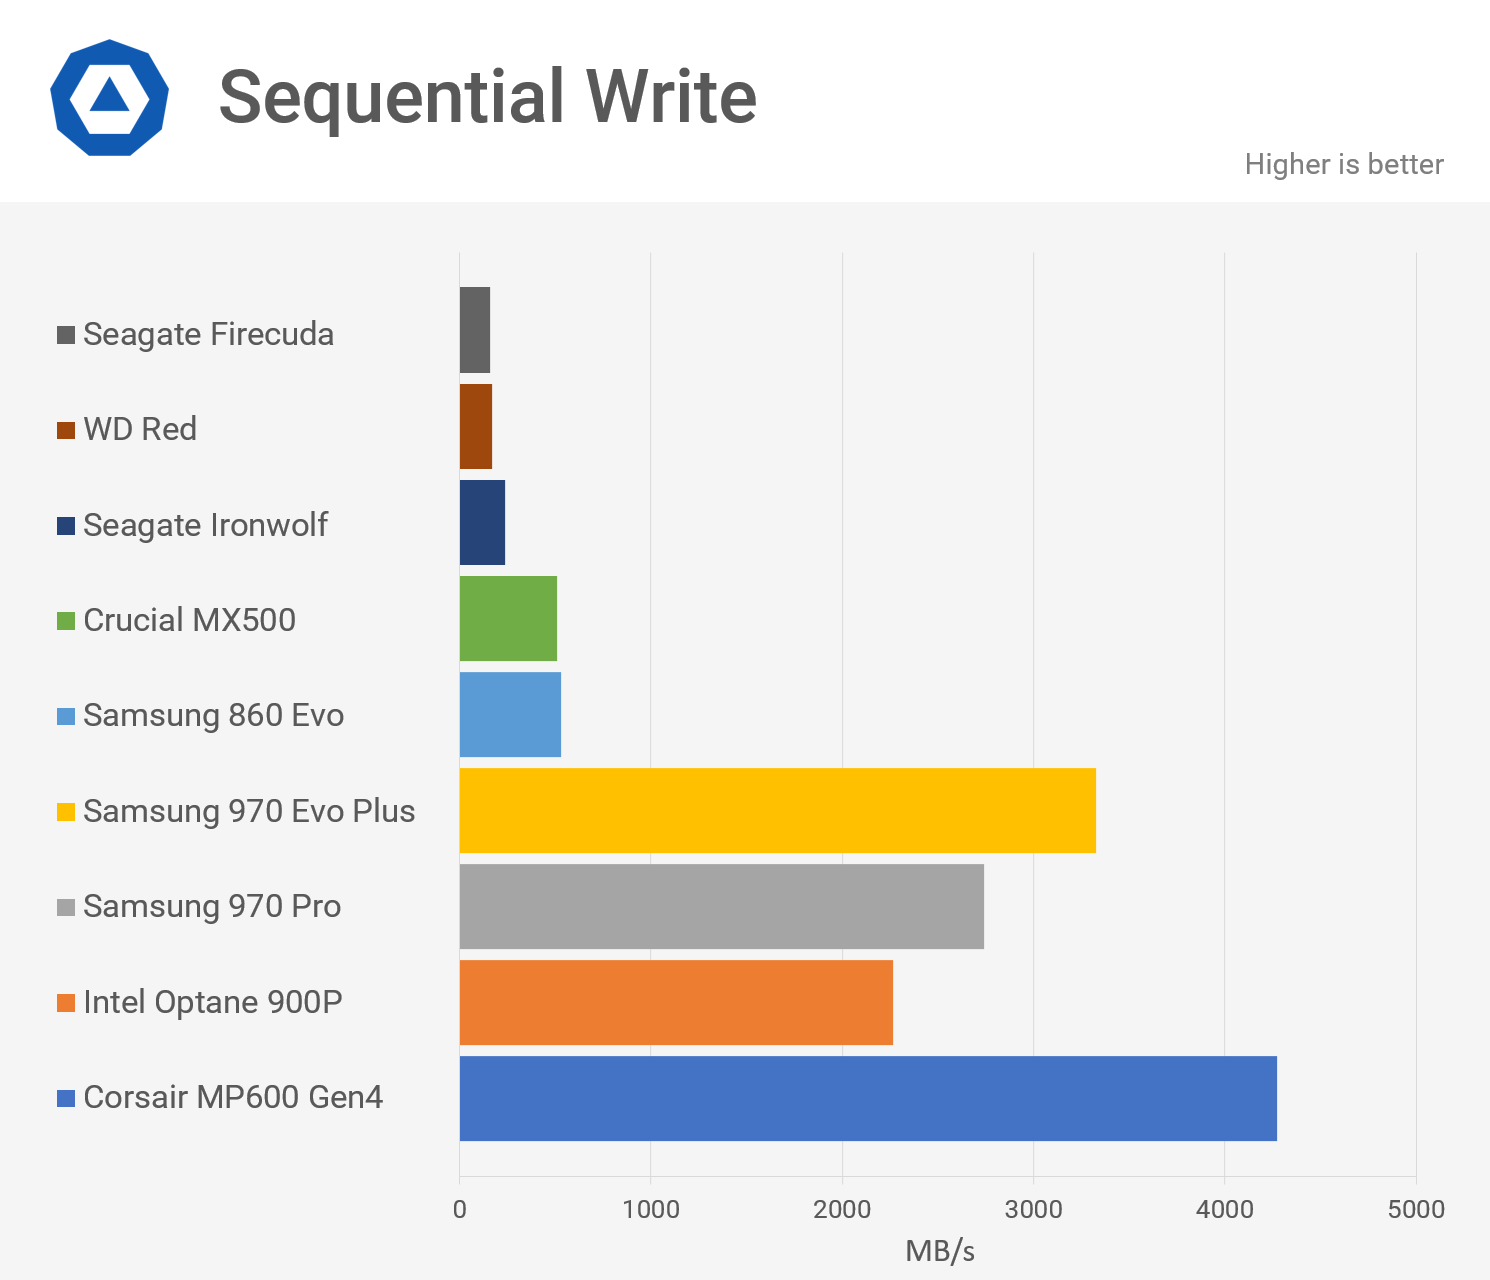 Sequential Write
Higher is better
Seagate Firecuda
WD Red
Seagate Ironwolf
Crucial MX500
Samsung 860 Evo
Samsung 970 Evo Plus
Samsung 970 Pro
Intel Optane 900P
Corsair MP600 Gen4
0 1000 2000 3000 4000 5000
MB/s